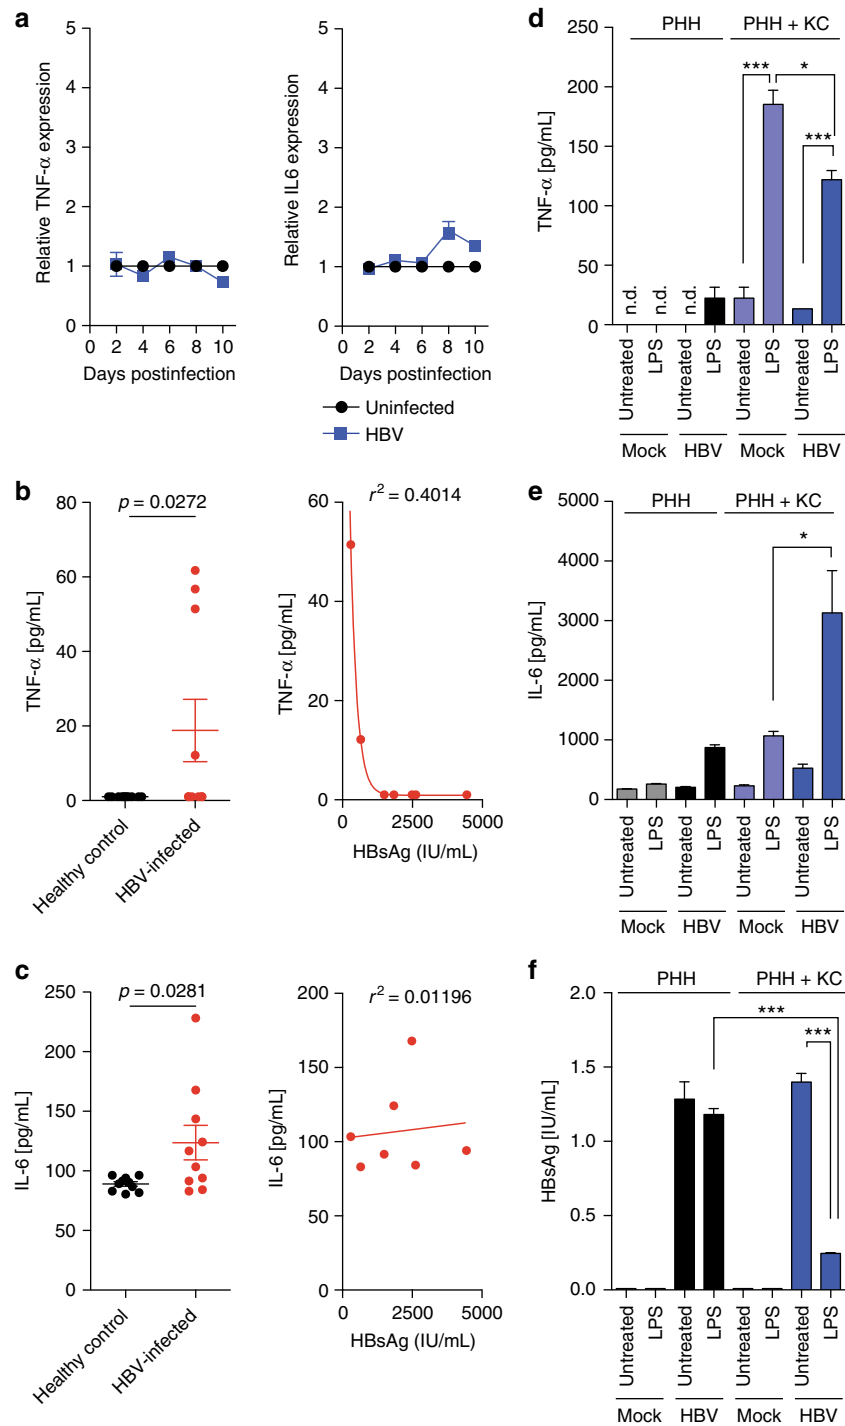 a
Relative TNF-α expression
5
4
3
2
1
0
0 2 4 6 8 10
Days postinfection
Relative IL6 expression
5
4
3
2
1
0
0 2 4 6 8 10
Days postinfection
Uninfected
HBV
b
TNF-α [pg/mL]
80
60
40
20
0
p = 0.0272
Healthy control
HBV-infected
TNF-α [pg/mL]
60
40
20
0
r² = 0.4014
0 2500 5000
HBsAg (IU/mL)
c
IL-6 [pg/mL]
250
200
150
100
50
0
p = 0.0281
Healthy control
HBV-infected
IL-6 [pg/mL]
200
150
100
50
0
r² = 0.01196
0 2500 5000
HBsAg (IU/mL)
d
PHH PHH + KC
TNF-α [pg/mL]
250
200
150
100
50
0
*** *
***
n.d. n.d. n.d.
Untreated LPS Untreated LPS Untreated LPS Untreated LPS
Mock HBV Mock HBV
e
PHH PHH + KC
IL-6 [pg/mL]
5000
4000
3000
2000
1000
0
*
Untreated LPS Untreated LPS Untreated LPS Untreated LPS
Mock HBV Mock HBV
f
PHH PHH + KC
HBsAg [IU/mL]
2.0
1.5
1.0
0.5
0.0
***
***
Untreated LPS Untreated LPS Untreated LPS Untreated LPS
Mock HBV Mock HBV